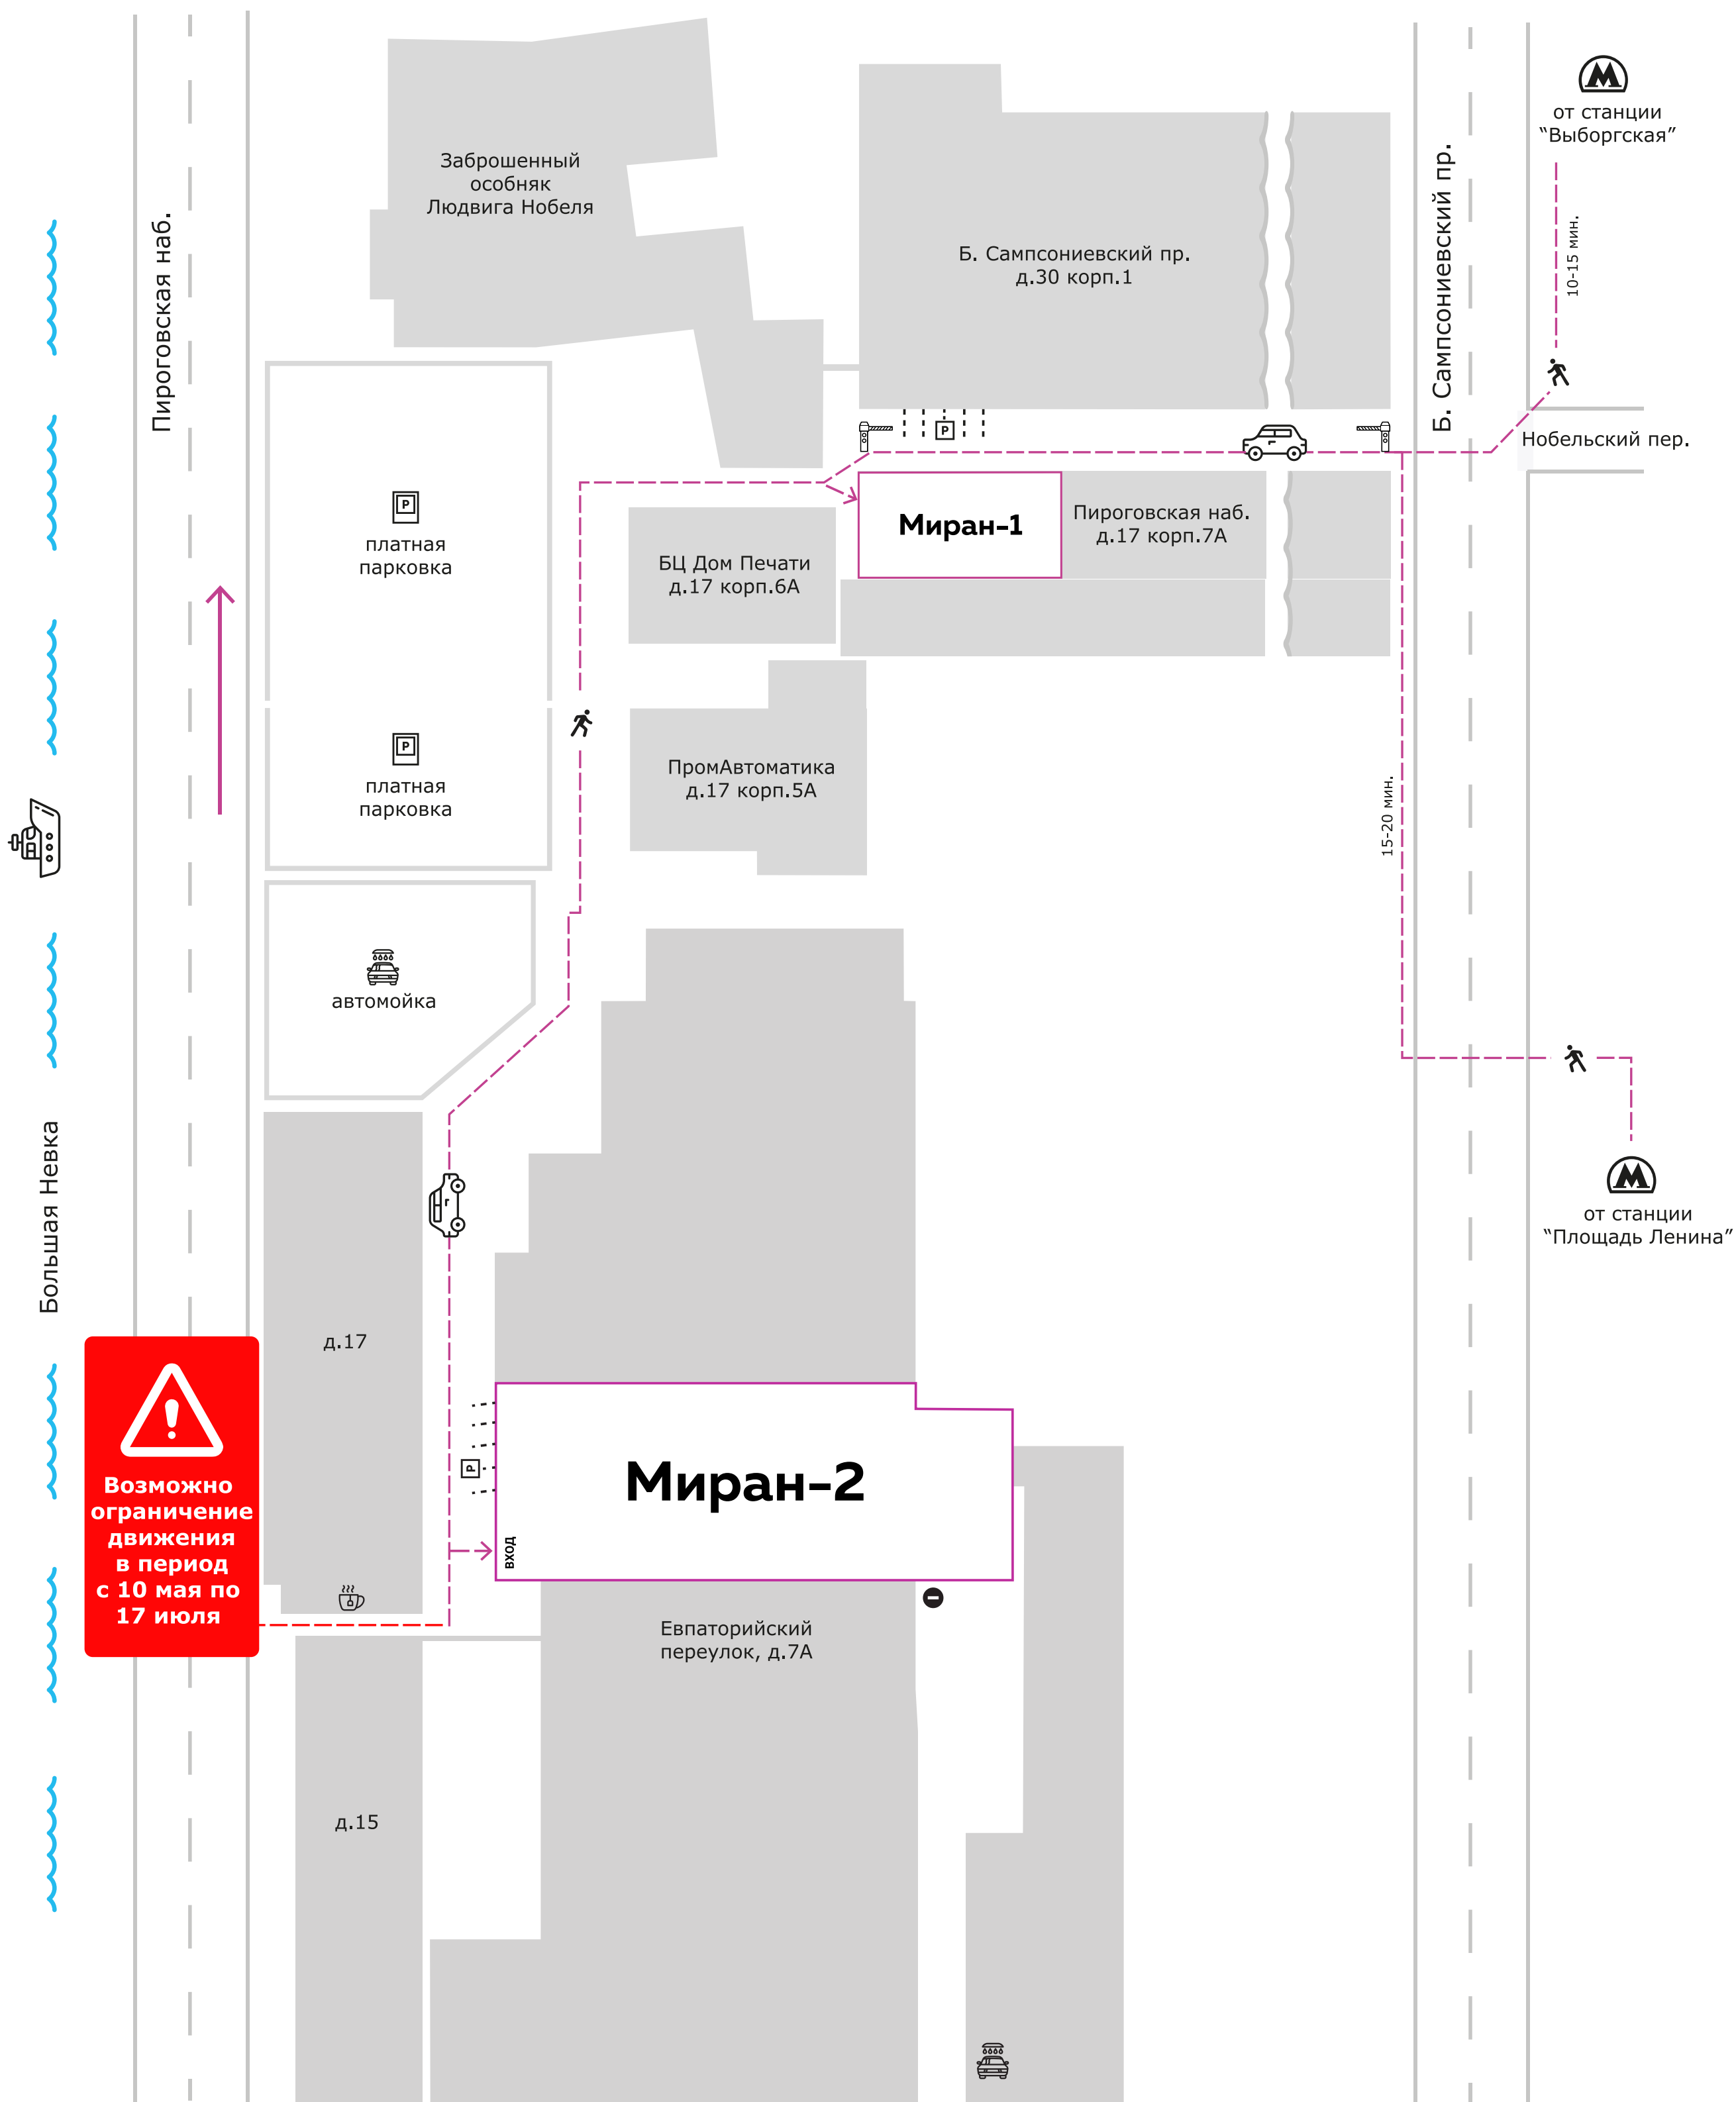 от станции
“Выборгская”
10-15 мин.
Б. Сампсониевский пр.
Нобельский пер.
Заброшенный
особняк
Людвига Нобеля
Б. Сампсониевский пр.
д.30 корп.1
Пироговская наб.
P
P
платная
парковка
Миран-1
Пироговская наб.
д.17 корп.7А
БЦ Дом Печати
д.17 корп.6А
P
платная
парковка
ПромАвтоматика
д.17 корп.5А
15-20 мин.
автомойка
от станции
“Площадь Ленина”
Большая Невка
д.17
Возможно
ограничение
движения
в период
с 10 мая по
17 июля
P
Миран-2
вход
Евпаторийский
переулок, д.7А
д.15